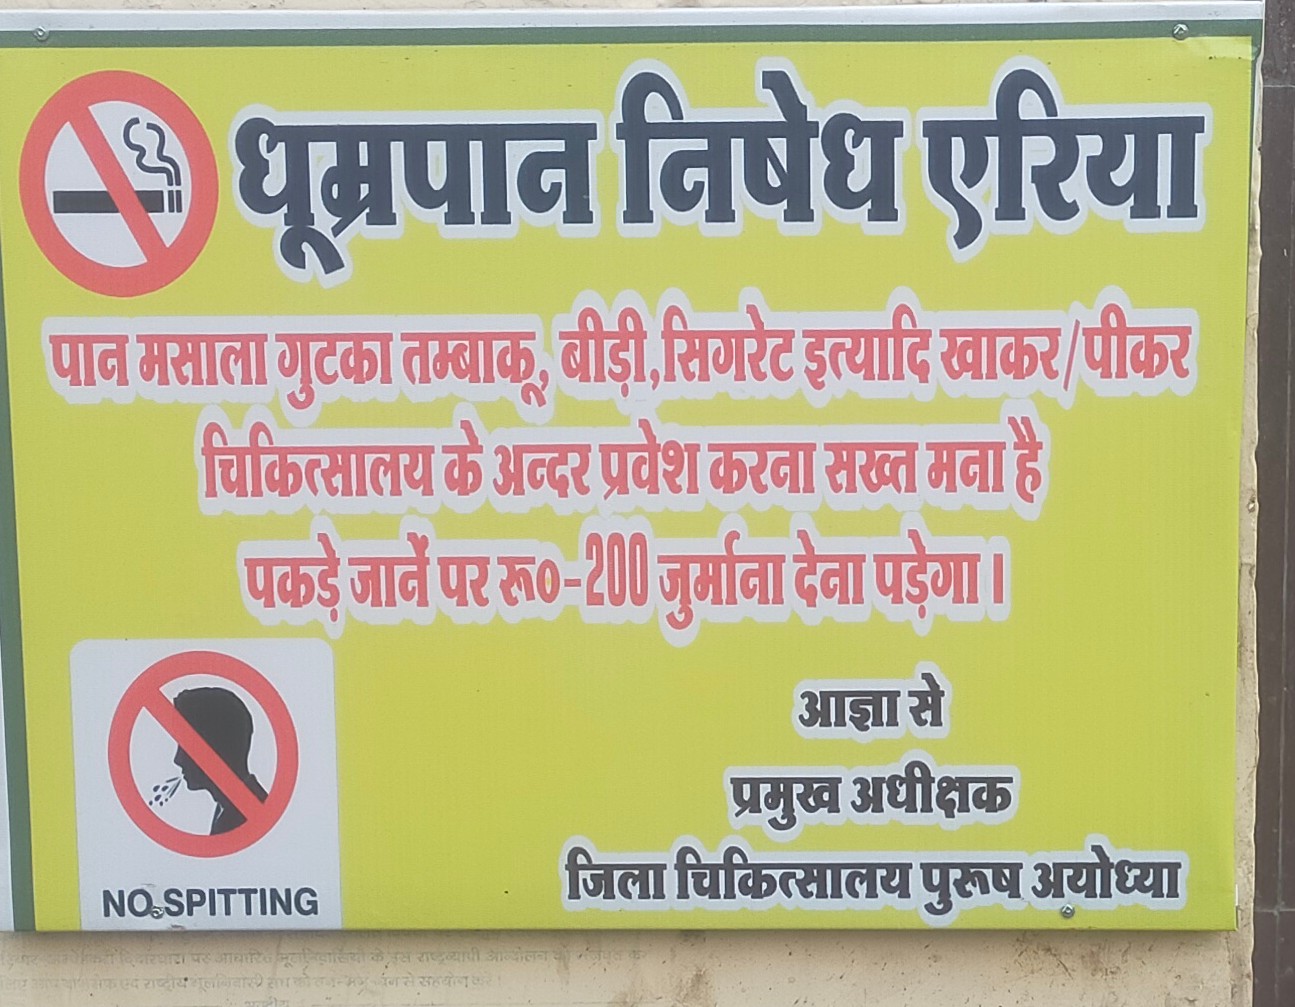 धूम्रपान निषेध एरिया
पान मसाला गुटका तम्बाकू, बीड़ी,सिगरेट इत्यादि खाकर/पीकर
चिकित्सालय के अन्दर प्रवेश करना सख्त मना है
पकड़े जानें पर रू०-200 जुर्माना देना पड़ेगा।
आज्ञा से
प्रमुख अधीक्षक
जिला चिकित्सालय पुरूष अयोध्या
NO SPITTING